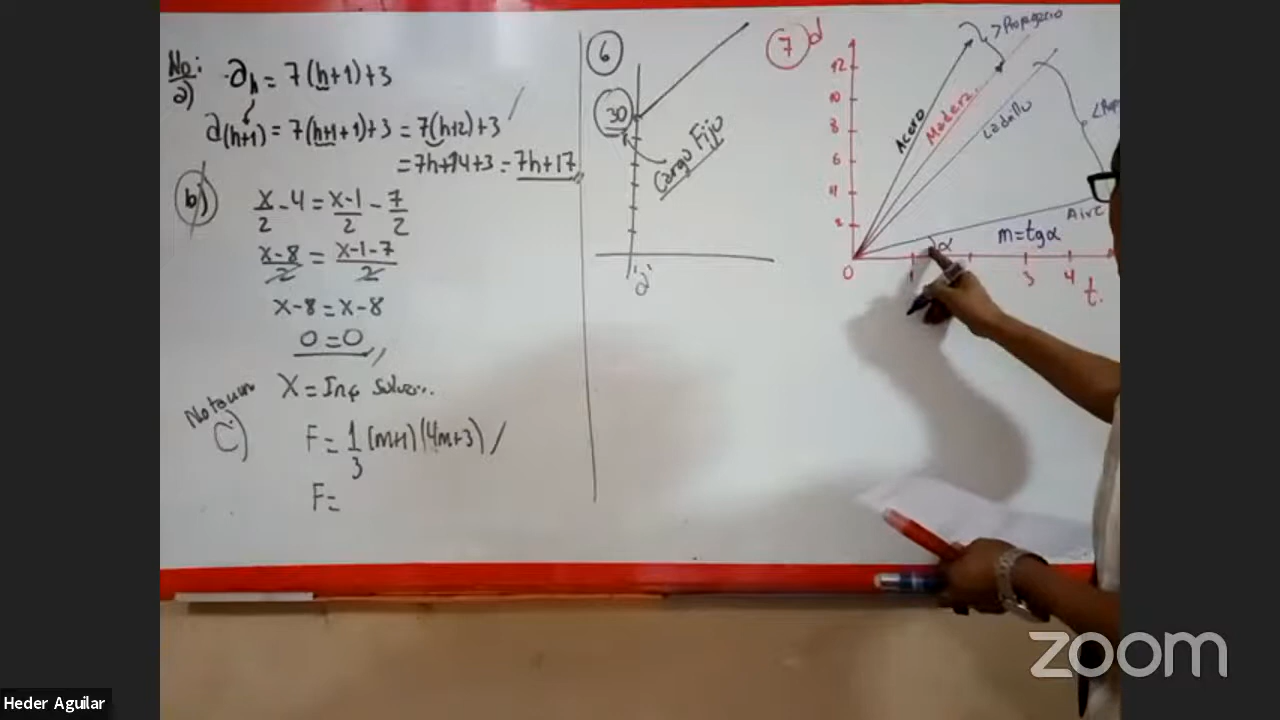 No:
a)
ah = 7(h+1)+3
a(h+1) = 7(h+1+1)+3 = 7(h+2)+3
= 7h+14+3 = 7h+17
b)
x/2 - 4 = x-1/2 - 7/2
x-8/2 = x-1-7/2
x-8 = x-8
0 = 0
x = Inf
c)
F = 1/3 (m+1)(4m+3)
F =
6
30
Cargo Fijo
7
d
12
10
8
6
4
2
0
1
3
4
t.
Acero
Madera
Ladrillo
Aire
m=tgα
α
zoom
Heder Aguilar